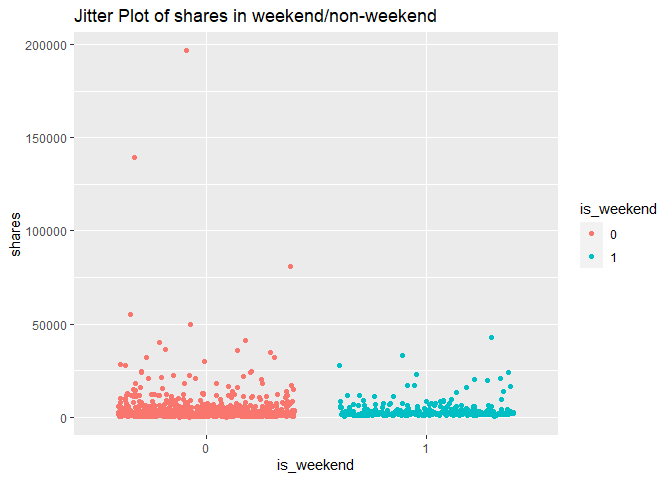 Jitter Plot of shares in weekend/non-weekend
200000
150000
100000
50000
0
shares
0
1
is_weekend
is_weekend
0
1